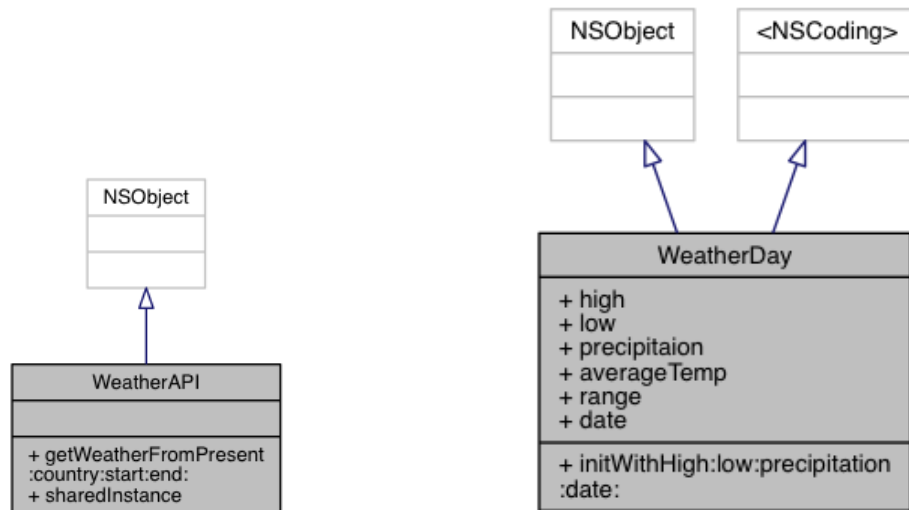 NSObject
WeatherAPI
+ getWeatherFromPresent
:country:start:end:
+ sharedInstance
NSObject
<NSCoding>
WeatherDay
+ high
+ low
+ precipitaion
+ averageTemp
+ range
+ date
+ initWithHigh:low:precipitation
:date: